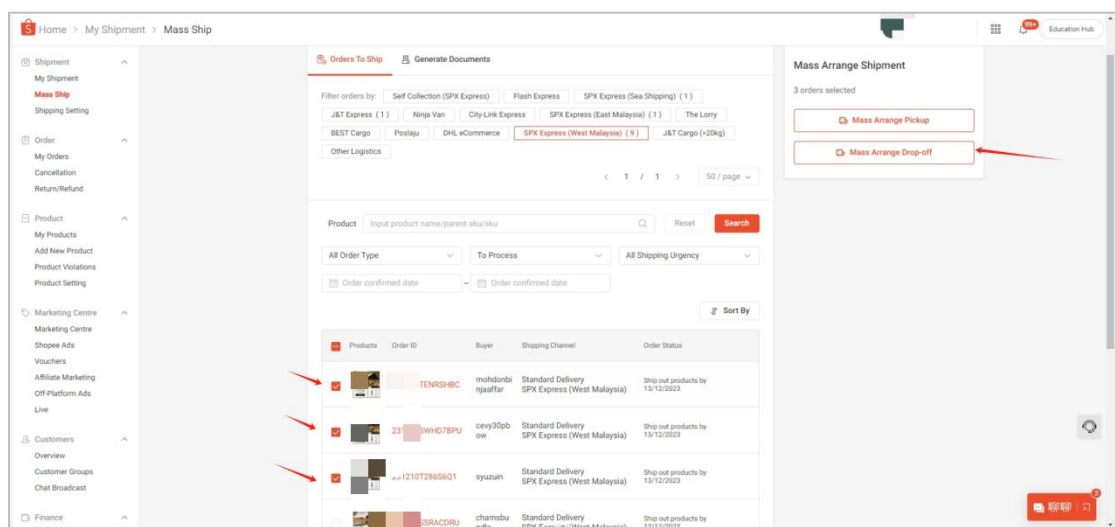 Home > My Shipment > Mass Ship
99+
Education Hub
Shipment
My Shipment
Mass Ship
Shipping Setting
Order
My Orders
Cancellation
Return/Refund
Product
My Products
Add New Product
Product Violations
Product Setting
Marketing Centre
Marketing Centre
Shopee Ads
Vouchers
Affiliate Marketing
Off-Platform Ads
Live
Customers
Overview
Customer Groups
Chat Broadcast
Finance
Orders To Ship
Generate Documents
Filter orders by: Self Collection (SPX Express) Flash Express SPX Express (Sea Shipping) ( 1 )
J&T Express ( 1 ) Ninja Van City-Link Express SPX Express (East Malaysia) ( 1 ) The Lorry
BEST Cargo Poslaju DHL eCommerce SPX Express (West Malaysia) ( 9 ) J&T Cargo (>20kg)
Other Logistics
< 1 / 1 > 50 / page
Product Input product name/parent sku/sku Reset Search
All Order Type To Process All Shipping Urgency
Order confirmed date – Order confirmed date
Sort By
Products Order ID Buyer Shipping Channel Order Status
TENRSHBC mohdonbi Standard Delivery Ship out products by
njaaffar SPX Express (West Malaysia) 13/12/2023
SWHD7BPU cevy30pb Standard Delivery Ship out products by
ow SPX Express (West Malaysia) 13/12/2023
1210T286S6Q1 syuzuin Standard Delivery Ship out products by
SPX Express (West Malaysia) 13/12/2023
SSRACDRU chamsbu Standard Delivery Ship out products by
Mass Arrange Shipment
3 orders selected
Mass Arrange Pickup
Mass Arrange Drop-off
聊聊
2